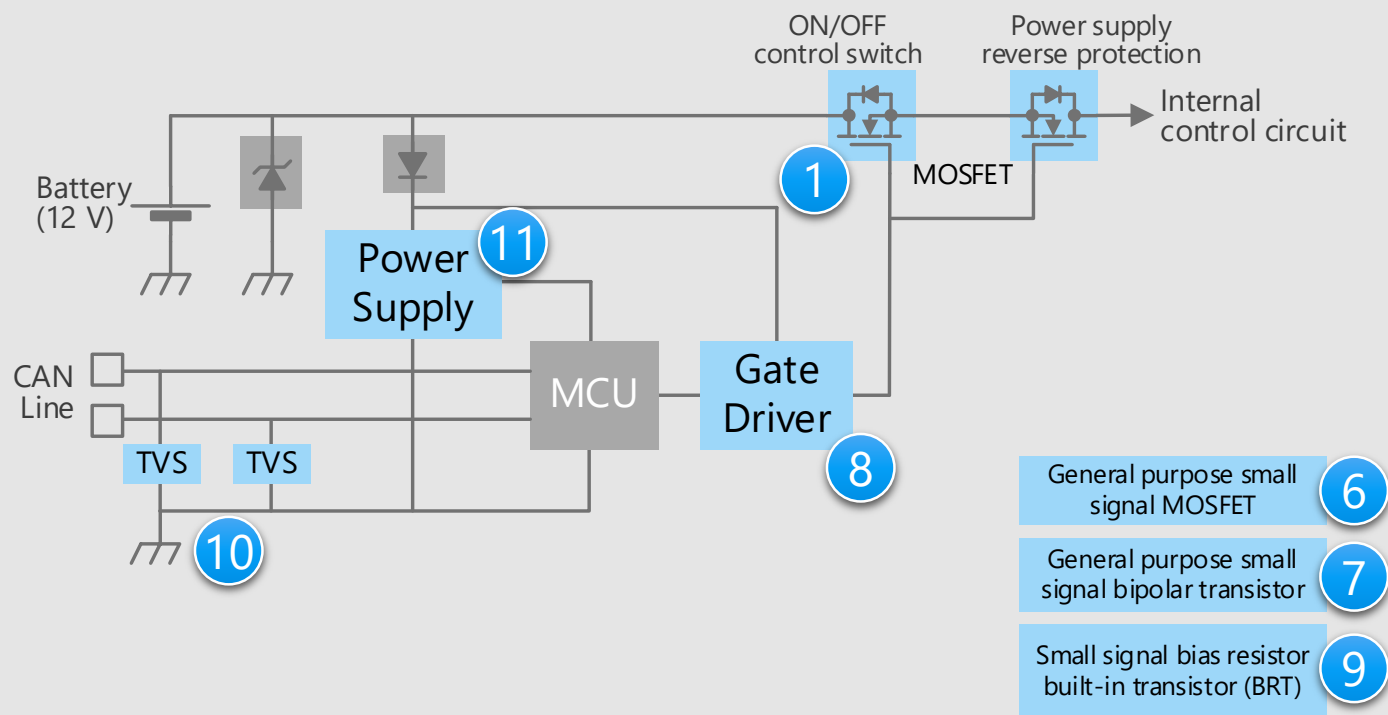 ON/OFF
control switch
Power supply
reverse protection
Internal
control circuit
1
MOSFET
Battery
(12 V)
11
Power
Supply
CAN
Line
MCU
Gate
Driver
8
TVS
TVS
10
General purpose small
signal MOSFET
6
General purpose small
signal bipolar transistor
7
Small signal bias resistor
built-in transistor (BRT)
9